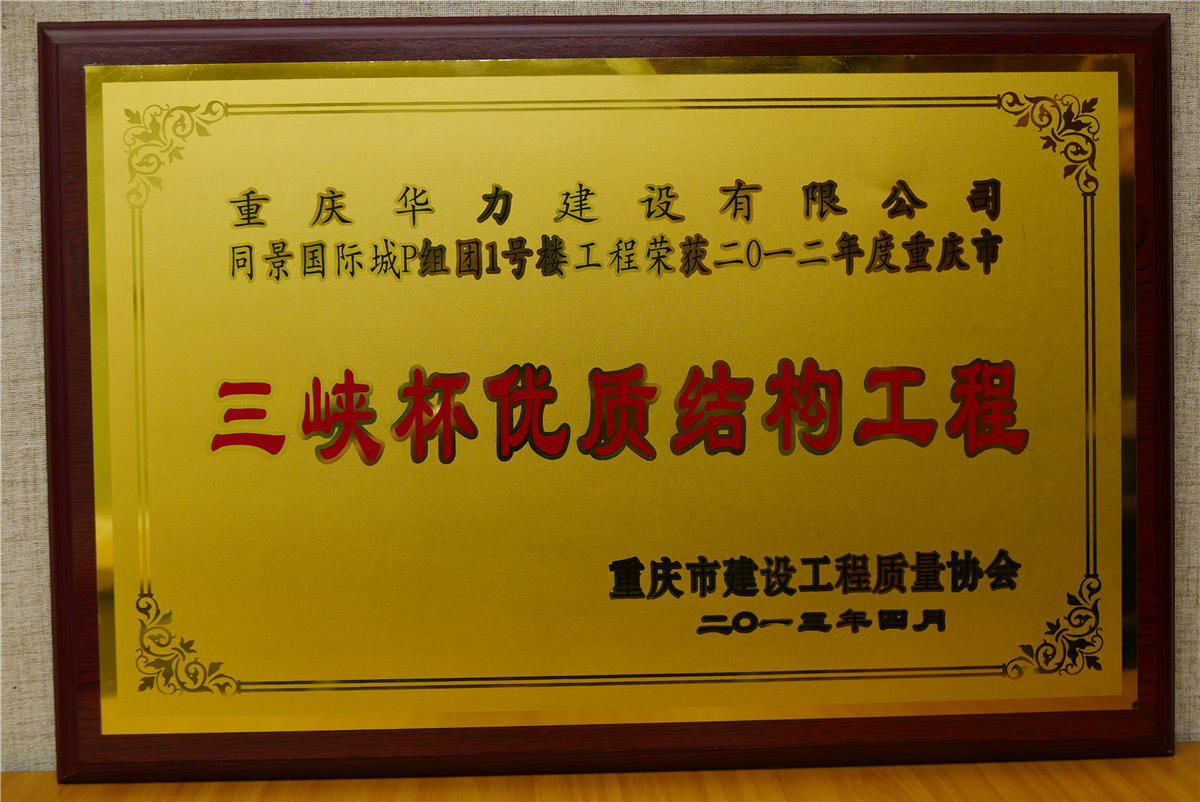 重庆华力建设有限公司
同景国际城P组团1号楼工程荣获二〇一二年度重庆市
三峡杯优质结构工程
重庆市建设工程质量协会
二〇一三年四月